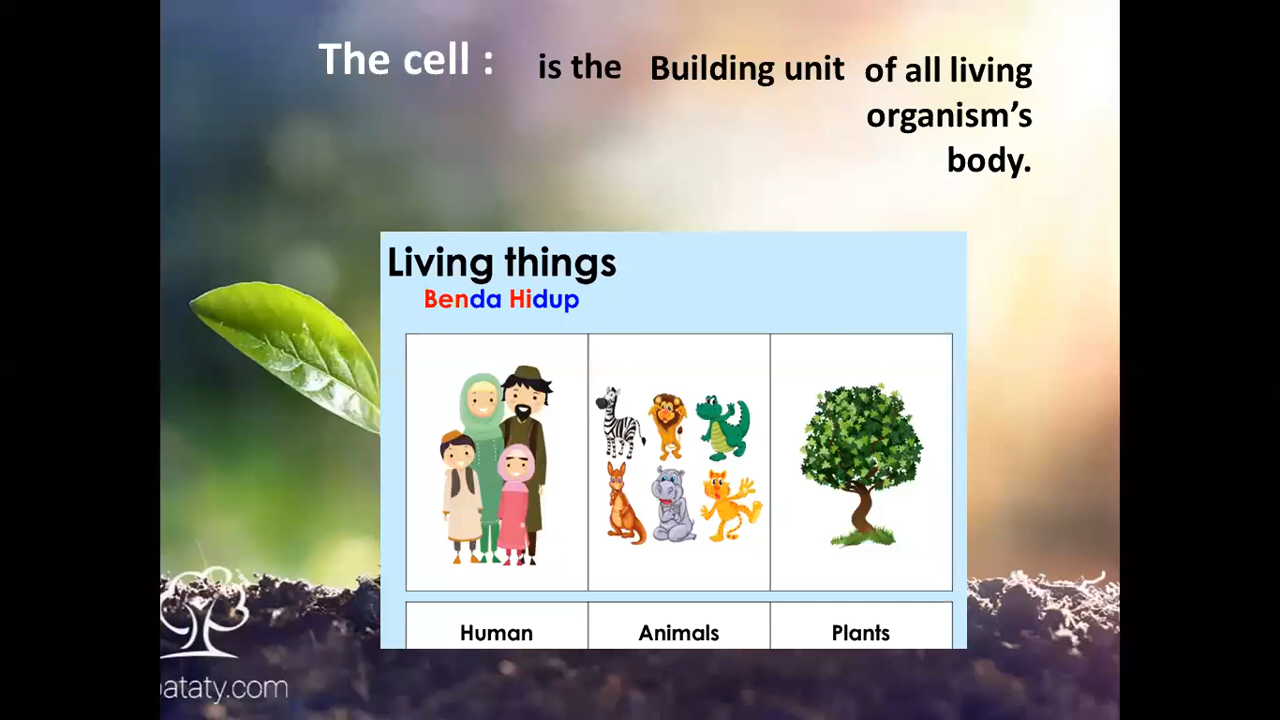 The cell : is the Building unit of all living
organism's
body.
Living things
Benda Hidup
Human Animals Plants
ataty.com